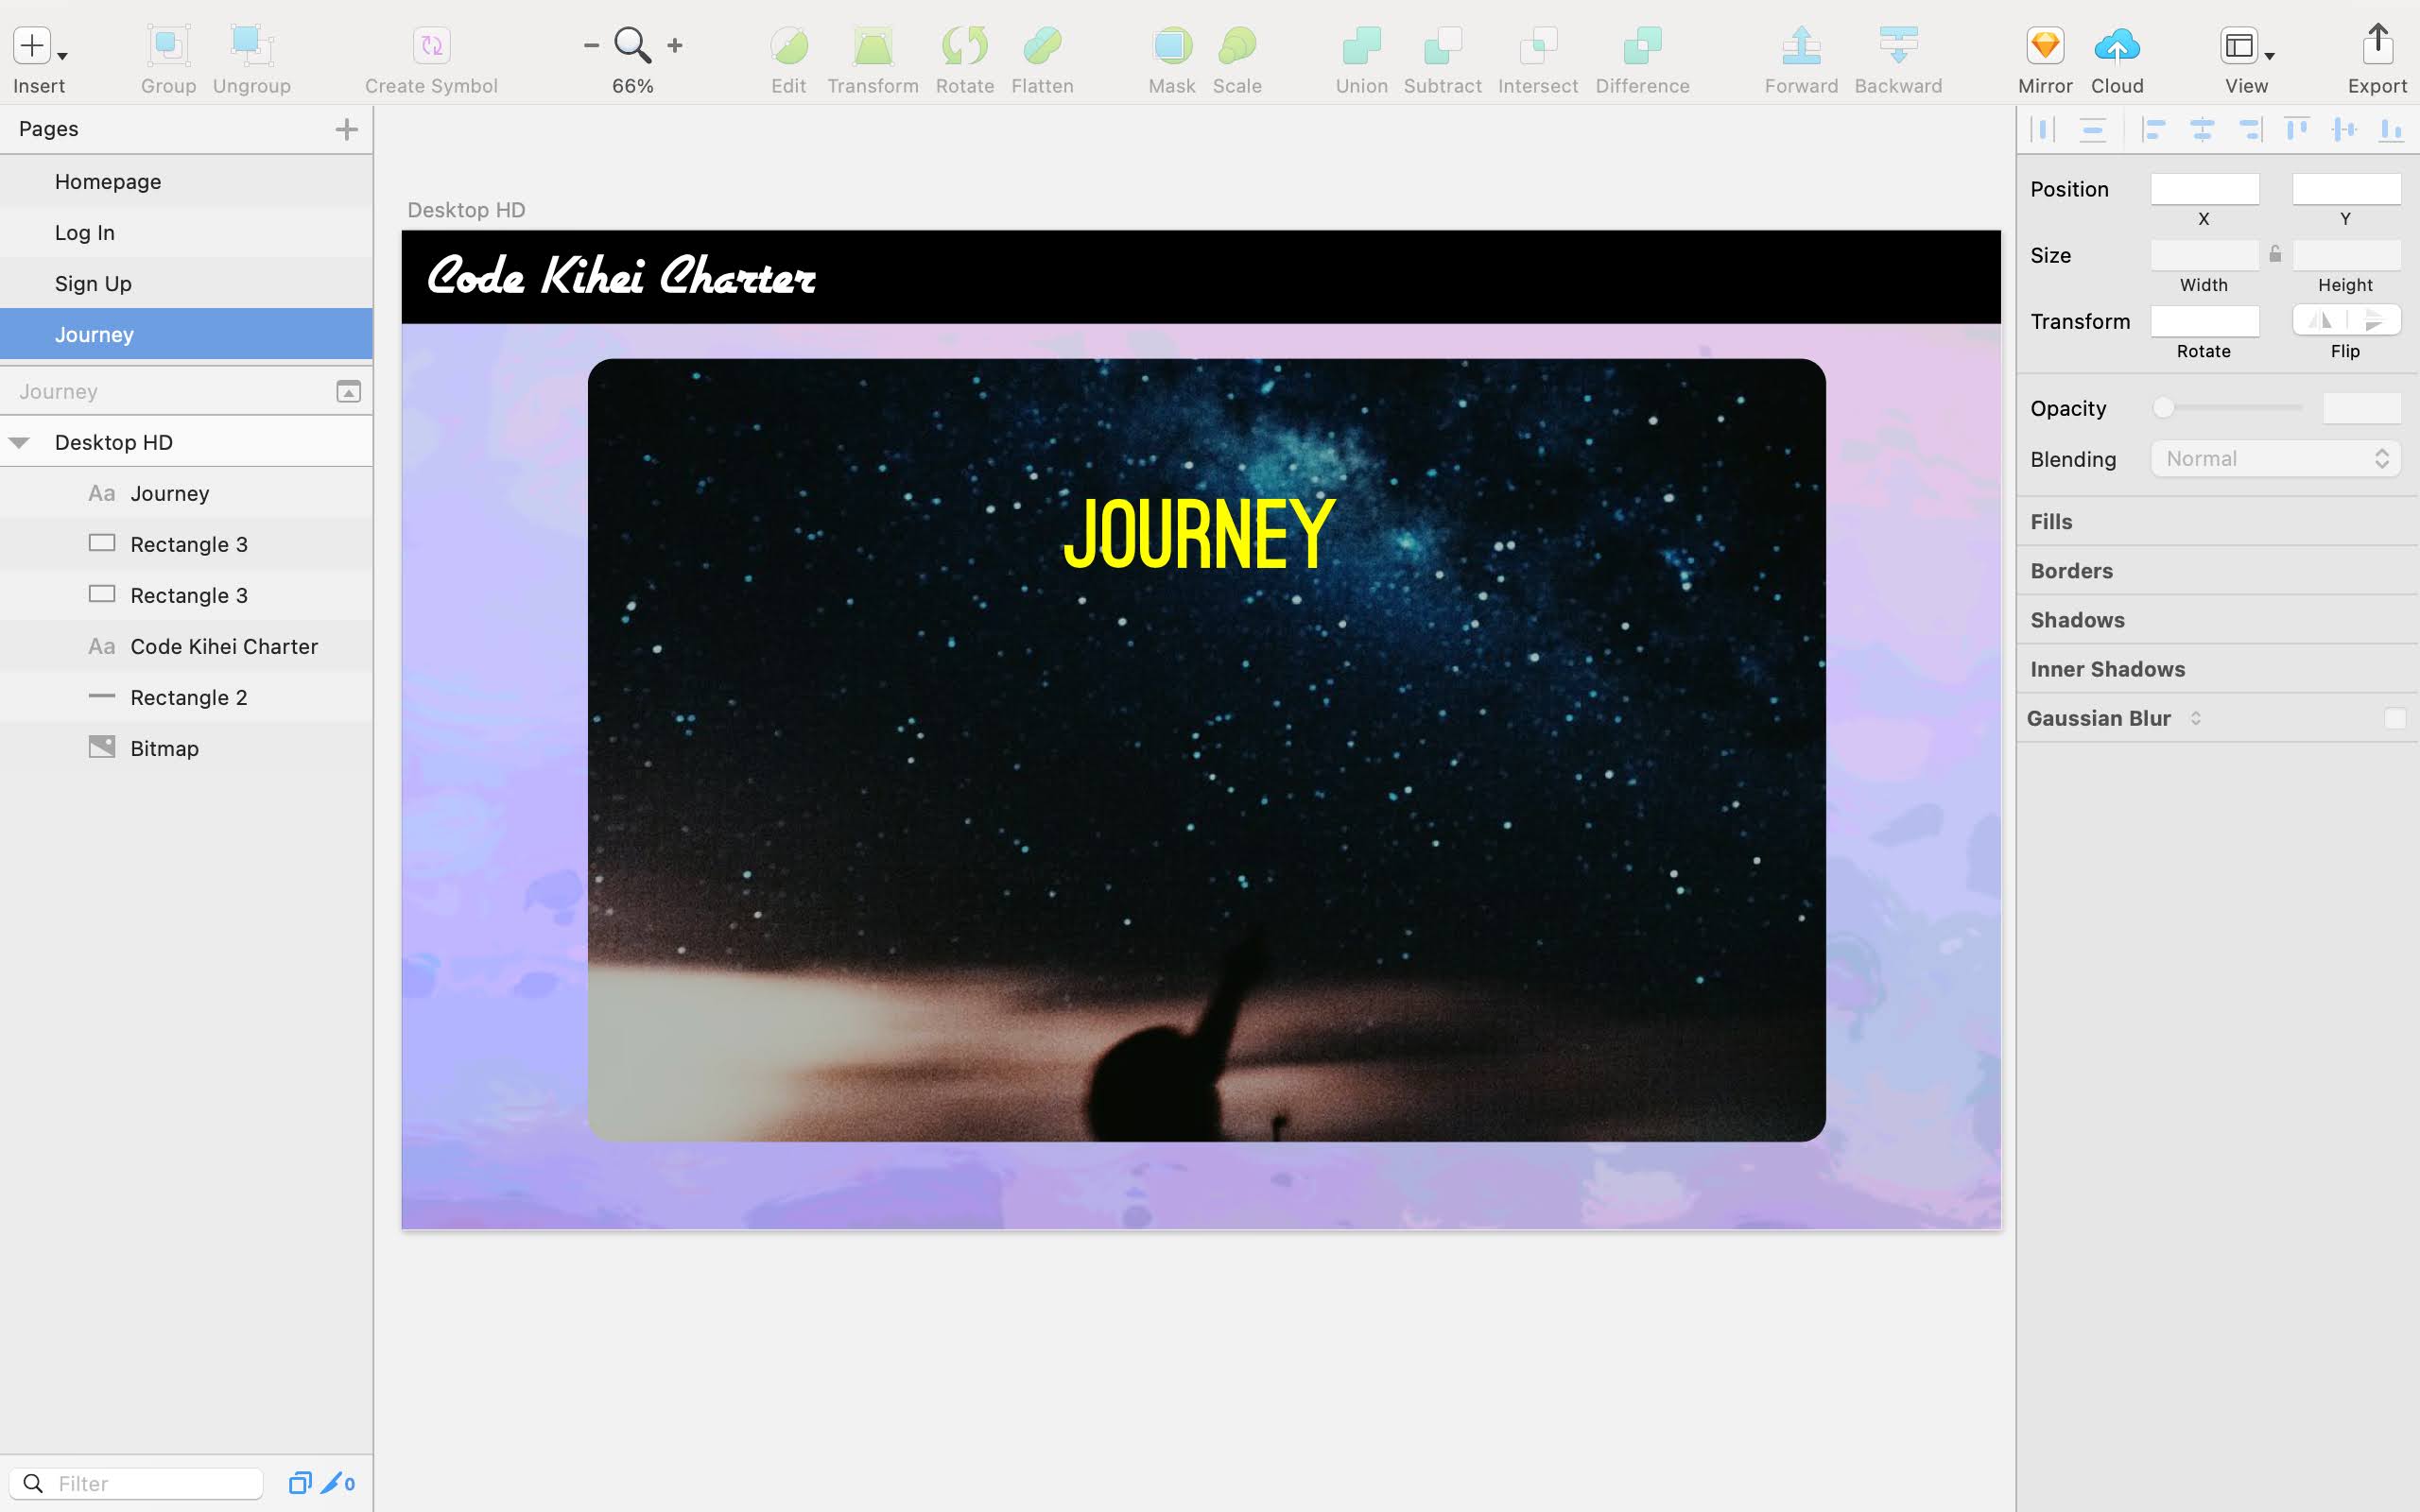 Insert
Group
Ungroup
Create Symbol
66%
Edit
Transform
Rotate
Flatten
Mask
Scale
Union
Subtract
Intersect
Difference
Forward
Backward
Mirror
Cloud
View
Export
Pages
Homepage
Log In
Sign Up
Journey
Journey
Desktop HD
Aa Journey
Rectangle 3
Rectangle 3
Aa Code Kihei Charter
Rectangle 2
Bitmap
Filter
0
Desktop HD
Code Kihei Charter
JOURNEY
Position
X
Y
Size
Width
Height
Transform
Rotate
Flip
Opacity
Blending
Normal
Fills
Borders
Shadows
Inner Shadows
Gaussian Blur